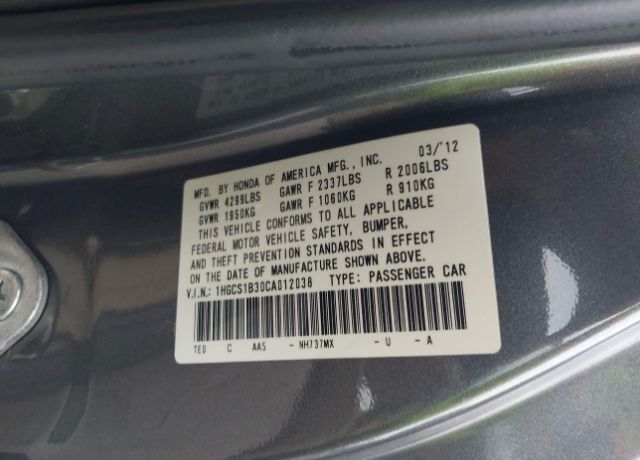 MFD. BY HONDA OF AMERICA MFG., INC. 03/'12
GVWR 4299LBS GAWR F 2337LBS R 2006LBS
GVWR 1950KG GAWR F 1060KG R 910KG
THIS VEHICLE CONFORMS TO ALL APPLICABLE
FEDERAL MOTOR VEHICLE SAFETY, BUMPER,
AND THEFT PREVENTION STANDARDS IN EFFECT
ON THE DATE OF MANUFACTURE SHOWN ABOVE.
V.I.N.: 1HGCS1B30CA012038 TYPE: PASSENGER CAR
TE0 C AA5 - NH737MX - U - A